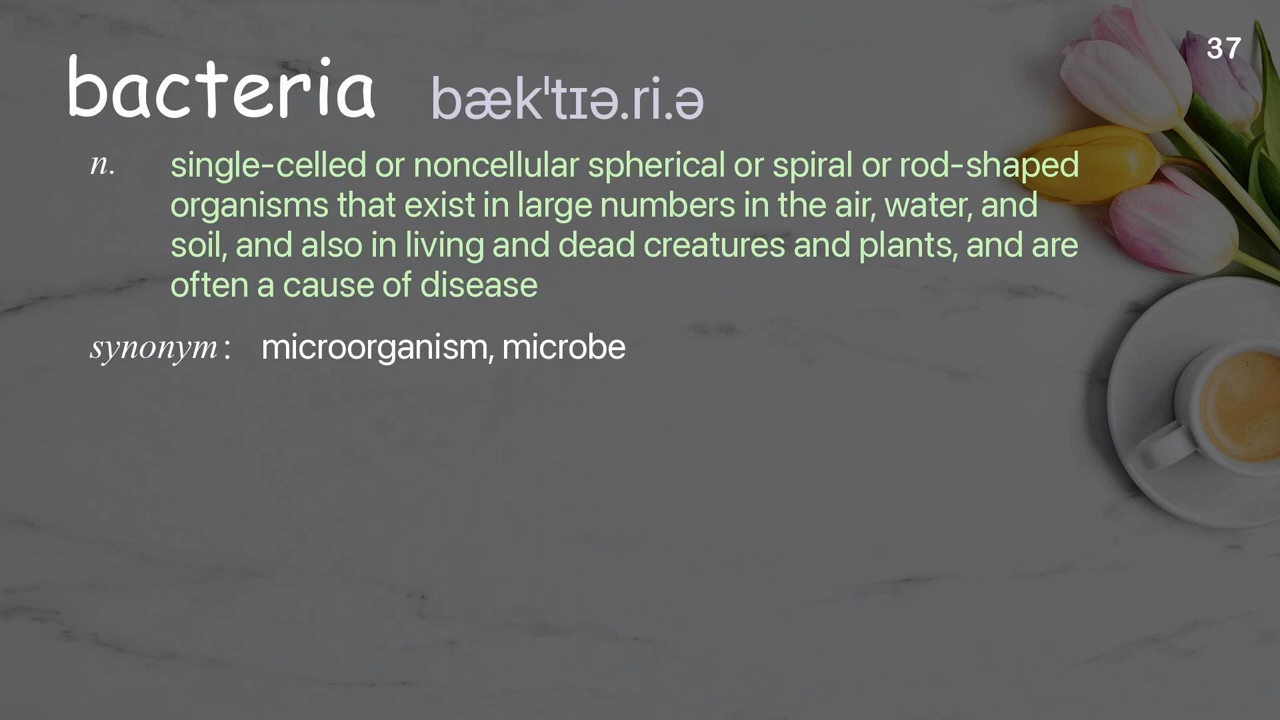 37
bacteria bækˈtɪə.ri.ə
n. single-celled or noncellular spherical or spiral or rod-shaped
organisms that exist in large numbers in the air, water, and
soil, and also in living and dead creatures and plants, and are
often a cause of disease
synonym: microorganism, microbe